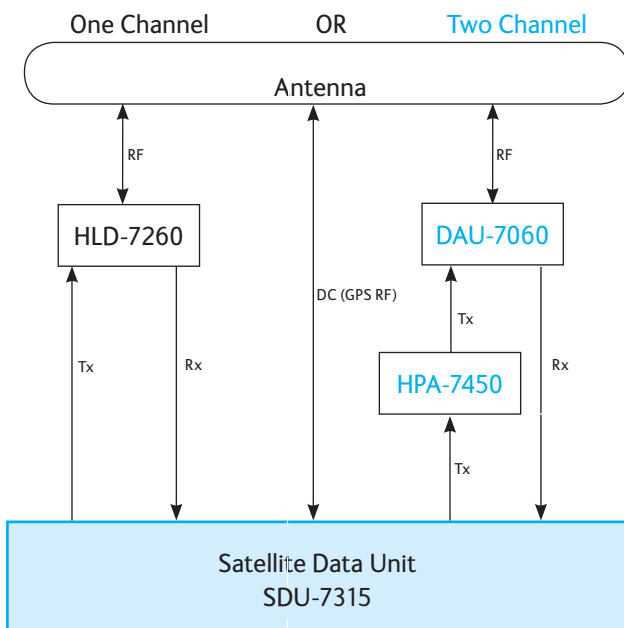 One Channel OR Two Channel
Antenna
RF RF
HLD-7260 DAU-7060
DC (GPS RF)
Tx
Tx Rx Rx
HPA-7450
Tx
Satellite Data Unit
SDU-7315